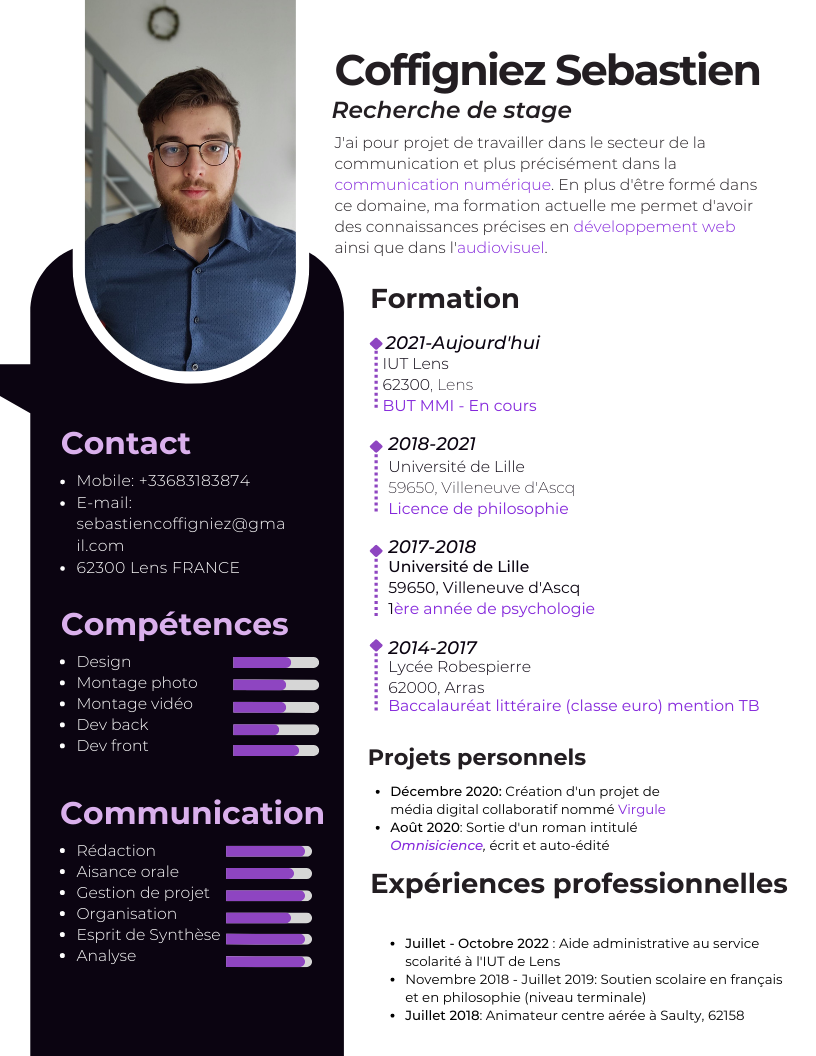 Coffigniez Sebastien
Recherche de stage
J'ai pour projet de travailler dans le secteur de la
communication et plus précisément dans la
communication numérique. En plus d'être formé dans
ce domaine, ma formation actuelle me permet d'avoir
des connaissances précises en développement web
ainsi que dans l'audiovisuel.
Contact
• Mobile: +33683183874
• E-mail:
sebastiencoffigniez@gma
il.com
• 62300 Lens FRANCE
Compétences
• Design
• Montage photo
• Montage vidéo
• Dev back
• Dev front
Communication
• Rédaction
• Aisance orale
• Gestion de projet
• Organisation
• Esprit de Synthèse
• Analyse
Formation
2021-Aujourd'hui
IUT Lens
62300, Lens
BUT MMI - En cours
2018-2021
Université de Lille
59650, Villeneuve d'Ascq
Licence de philosophie
2017-2018
Université de Lille
59650, Villeneuve d'Ascq
1ère année de psychologie
2014-2017
Lycée Robespierre
62000, Arras
Baccalauréat littéraire (classe euro) mention TB
Projets personnels
• Décembre 2020: Création d'un projet de
média digital collaboratif nommé Virgule
• Août 2020: Sortie d'un roman intitulé
Omnisicience, écrit et auto-édité
Expériences professionnelles
• Juillet - Octobre 2022 : Aide administrative au service
scolarité à l'IUT de Lens
• Novembre 2018 - Juillet 2019: Soutien scolaire en français
et en philosophie (niveau terminale)
• Juillet 2018: Animateur centre aérée à Saulty, 62158